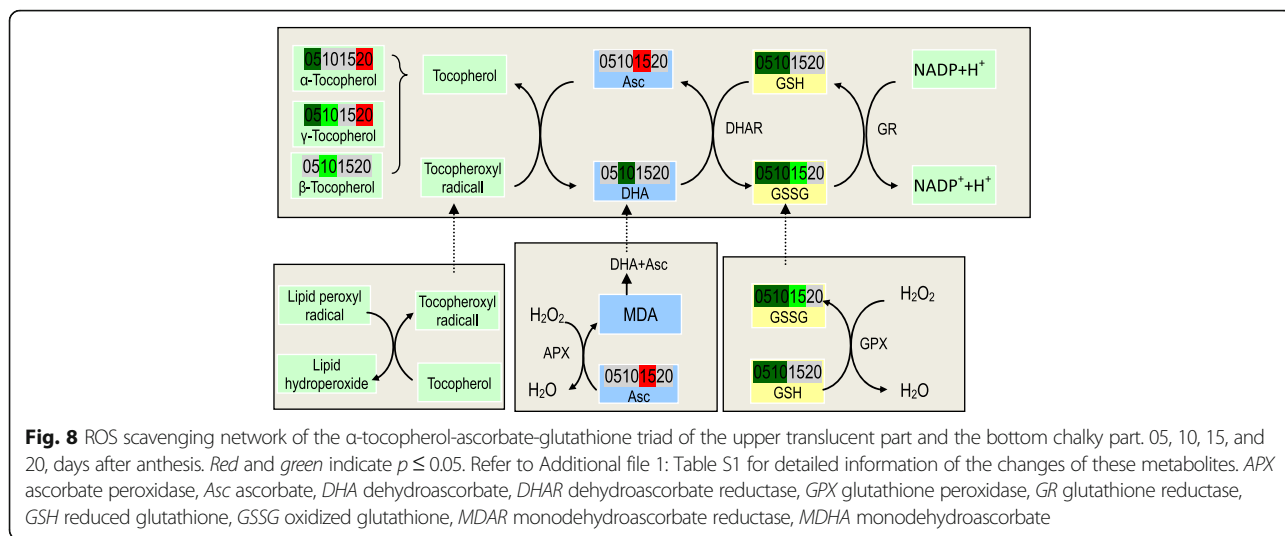 05101520
α-Tocopherol
05101520
γ-Tocopherol
05101520
β-Tocopherol
Tocopherol
Tocopheroxyl
radicall
05101520
Asc
05101520
DHA
DHAR
05101520
GSH
05101520
GSSG
GR
NADP+H⁺
NADP⁺+H⁺
Lipid peroxyl
radical
Lipid
hydroperoxide
Tocopheroxyl
radicall
Tocopherol
DHA+Asc
MDA
H₂O₂
APX
H₂O
05101520
Asc
05101520
GSSG
05101520
GSH
H₂O₂
GPX
H₂O
Fig. 8 ROS scavenging network of the α-tocopherol-ascorbate-glutathione triad of the upper translucent part and the bottom chalky part. 05, 10, 15, and
20, days after anthesis. Red and green indicate p ≤ 0.05. Refer to Additional file 1: Table S1 for detailed information of the changes of these metabolites. APX
ascorbate peroxidase, Asc ascorbate, DHA dehydroascorbate, DHAR dehydroascorbate reductase, GPX glutathione peroxidase, GR glutathione reductase,
GSH reduced glutathione, GSSG oxidized glutathione, MDAR monodehydroascorbate reductase, MDHA monodehydroascorbate